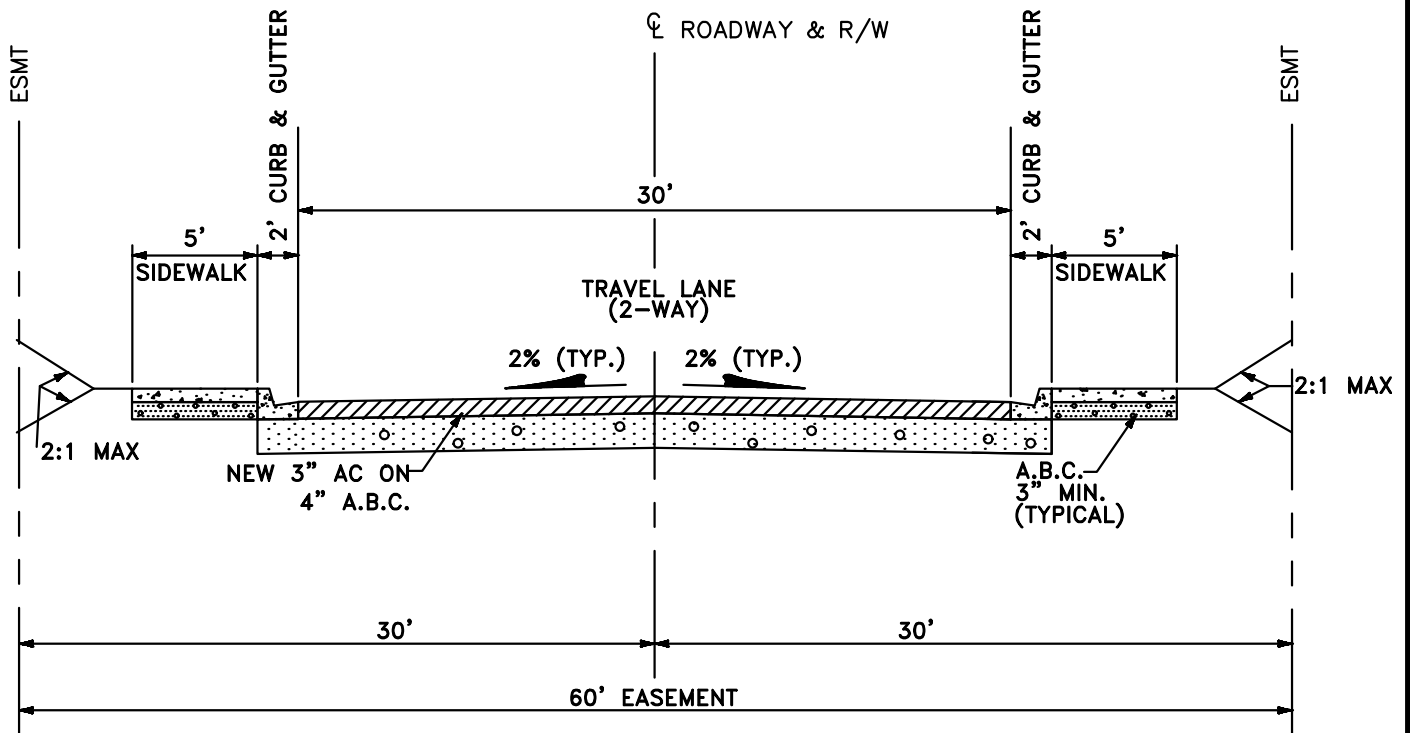 ℄ ROADWAY & R/W
ESMT
2' CURB & GUTTER
2' CURB & GUTTER
ESMT
30'
5'
SIDEWALK
5'
SIDEWALK
TRAVEL LANE
(2-WAY)
2% (TYP.)
2% (TYP.)
2:1 MAX
2:1 MAX
NEW 3" AC ON
4" A.B.C.
A.B.C.
3" MIN.
(TYPICAL)
30'
30'
60' EASEMENT